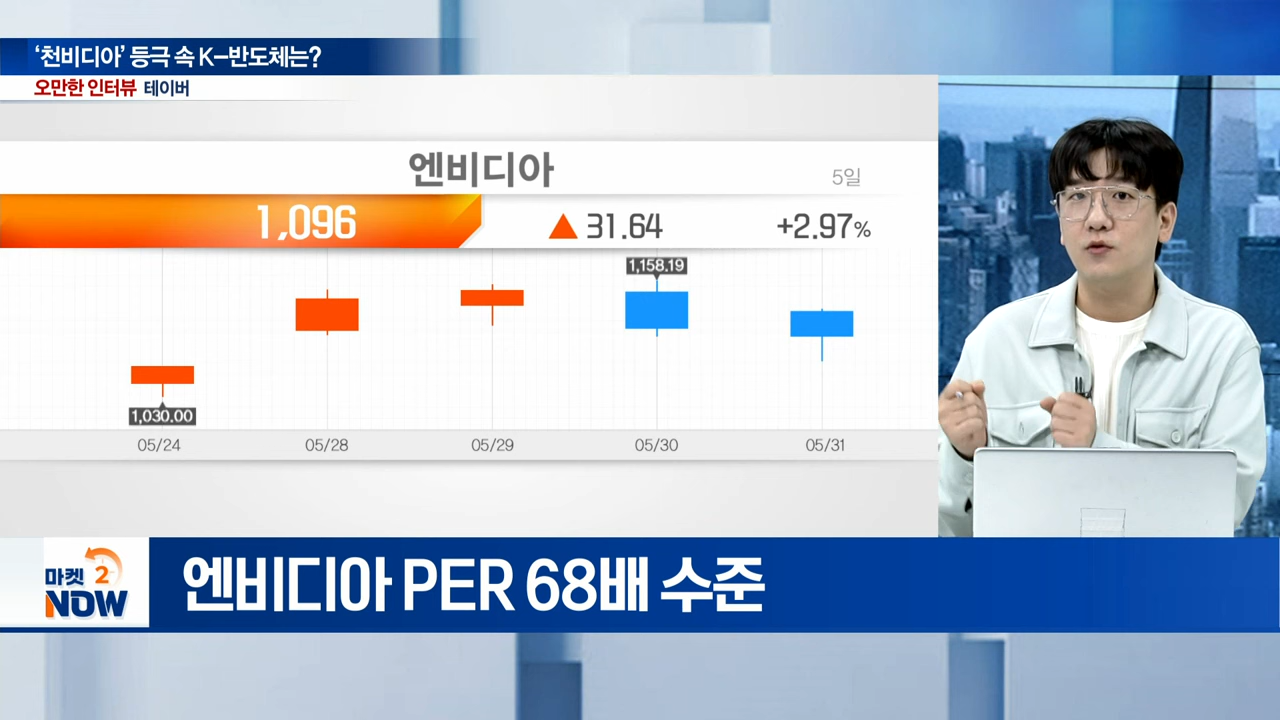 ‘천비디아’ 등극 속 K-반도체는?
오만한 인터뷰 테이버
엔비디아
5일
1,096 ▲ 31.64 +2.97%
1,158.19
1,030.00
05/24 05/28 05/29 05/30 05/31
마켓 2
NOW
엔비디아 PER 68배 수준